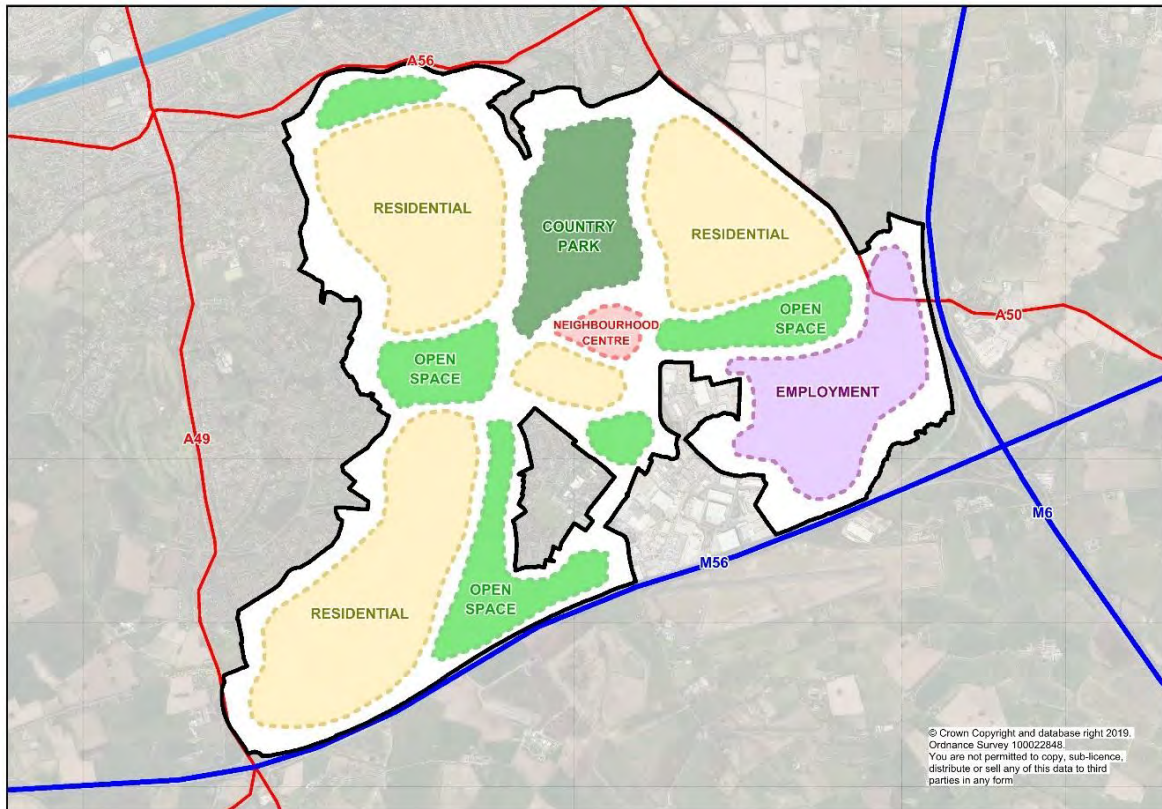 A56
RESIDENTIAL
COUNTRY
PARK
RESIDENTIAL
NEIGHBOURHOOD
CENTRE
OPEN
SPACE
A50
OPEN
SPACE
EMPLOYMENT
A49
M6
M56
OPEN
SPACE
RESIDENTIAL
© Crown Copyright and database right 2019.
Ordnance Survey 100022848.
You are not permitted to copy, sub-licence,
distribute or sell any of this data to third
parties in any form